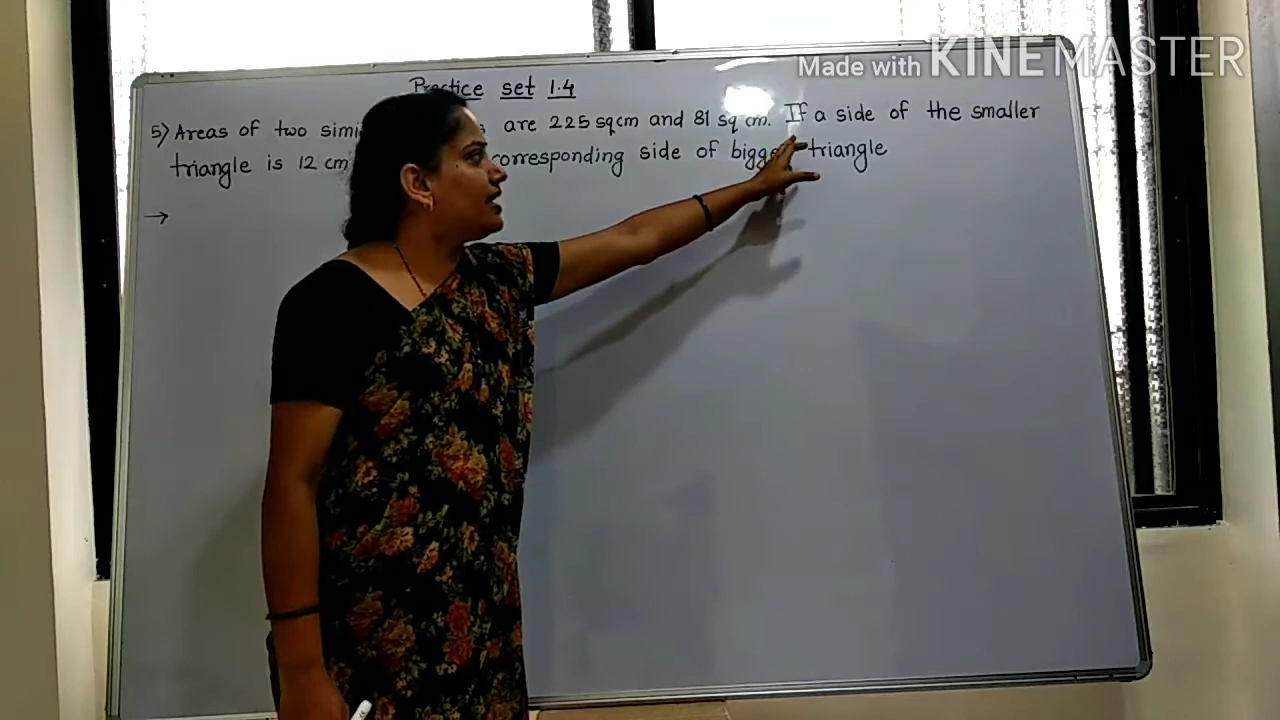 Made with KINEMASTER
Practice set 1.4
5) Areas of two are 225 sq cm and 81 sq cm. If a side of the smaller
triangle is 12 cm corresponding side of bigger triangle
→